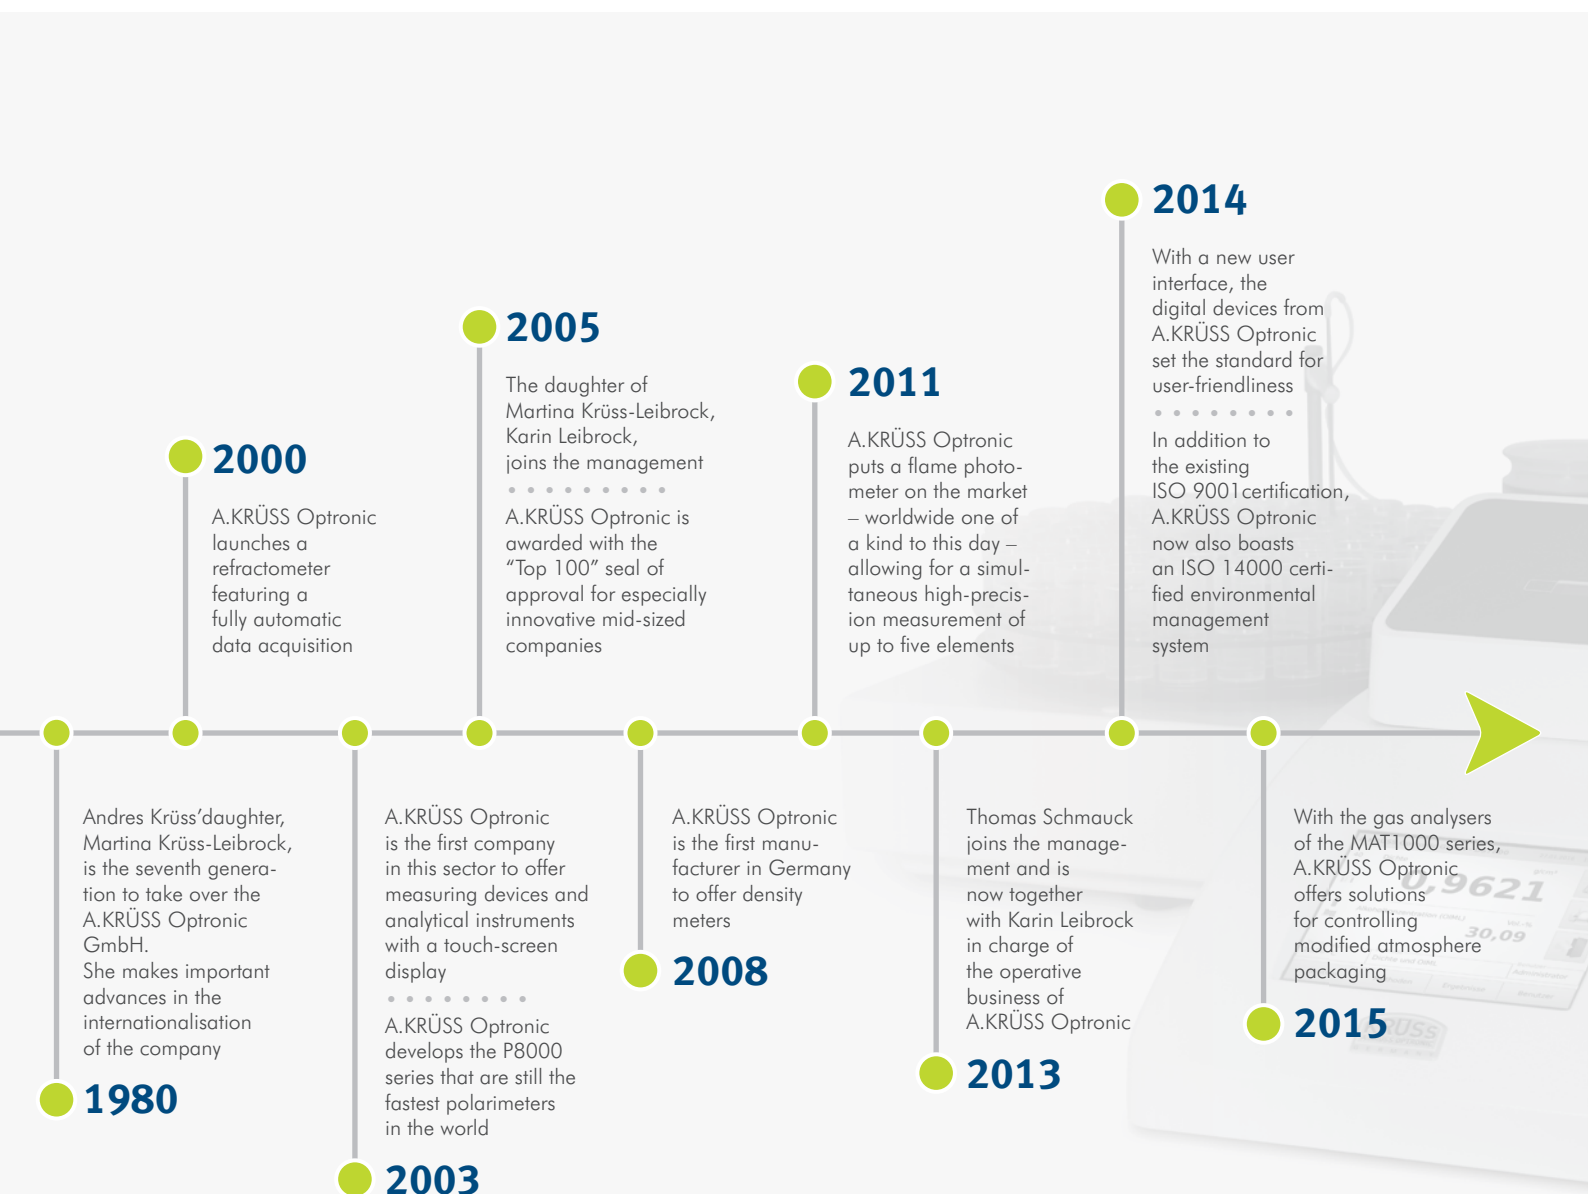 2014
With a new user
interface, the
digital devices from
A.KRÜSS Optronic
set the standard for
user-friendliness
In addition to
the existing
ISO 9001certification,
A.KRÜSS Optronic
now also boasts
an ISO 14000 certi-
fied environmental
management
system
2005
The daughter of
Martina Krüss-Leibrock,
Karin Leibrock,
joins the management
A.KRÜSS Optronic is
awarded with the
“Top 100” seal of
approval for especially
innovative mid-sized
companies
2011
A.KRÜSS Optronic
puts a flame photo-
meter on the market
– worldwide one of
a kind to this day –
allowing for a simul-
taneous high-precis-
ion measurement of
up to five elements
2000
A.KRÜSS Optronic
launches a
refractometer
featuring a
fully automatic
data acquisition
Andres Krüss’daughter,
Martina Krüss-Leibrock,
is the seventh genera-
tion to take over the
A.KRÜSS Optronic
GmbH.
She makes important
advances in the
internationalisation
of the company
1980
A.KRÜSS Optronic
is the first company
in this sector to offer
measuring devices and
analytical instruments
with a touch-screen
display
A.KRÜSS Optronic
develops the P8000
series that are still the
fastest polarimeters
in the world
2003
A.KRÜSS Optronic
is the first manu-
facturer in Germany
to offer density
meters
2008
Thomas Schmauck
joins the manage-
ment and is
now together
with Karin Leibrock
in charge of
the operative
business of
A.KRÜSS Optronic
2013
With the gas analysers
of the MAT1000 series,
A.KRÜSS Optronic
offers solutions
for controlling
modified atmosphere
packaging
2015
0,9621
30,09
KRÜSS